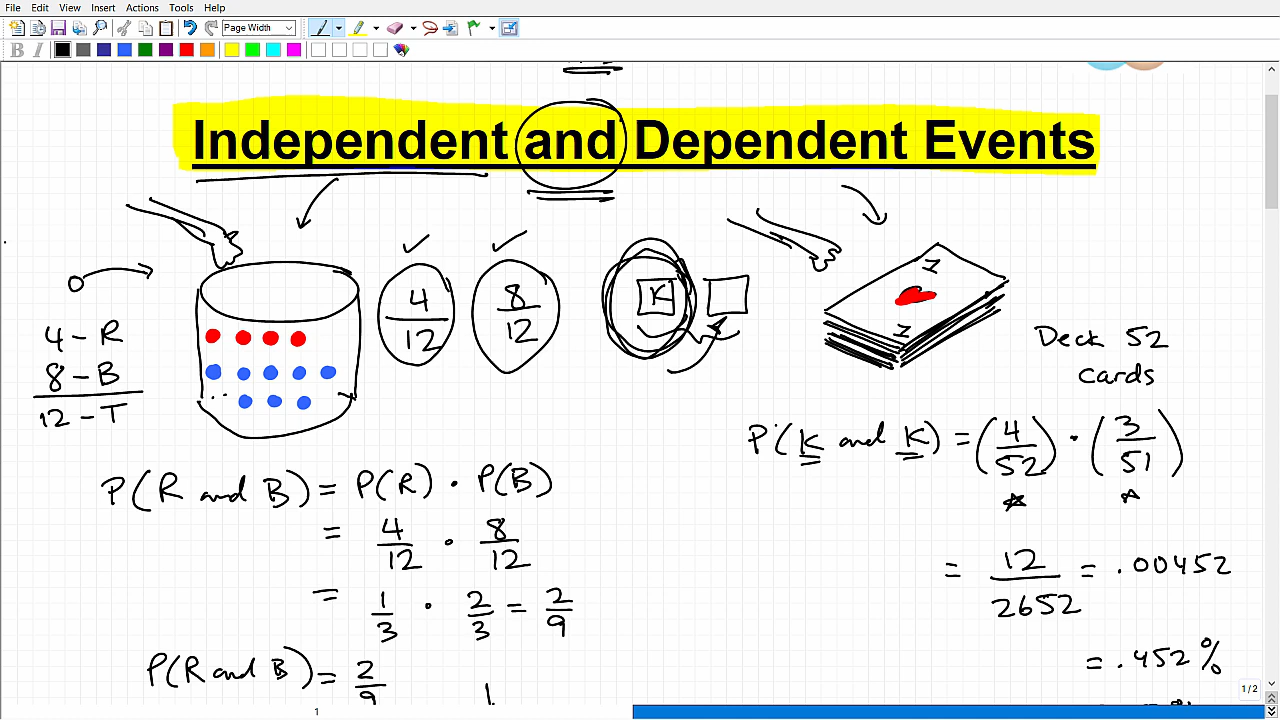 File Edit View Insert Actions Tools Help
Page Width
B I
Independent and Dependent Events
4/12 8/12
K
4 - R
8 - B
12 - T
Deck 52
cards
P(K and K) = (4/52) · (3/51)
P(R and B) = P(R) · P(B)
= 4/12 · 8/12
= 1/3 · 2/3 = 2/9
P(R and B) = 2/9
= 12/2652 = .00452
= .452 %
1/2
1